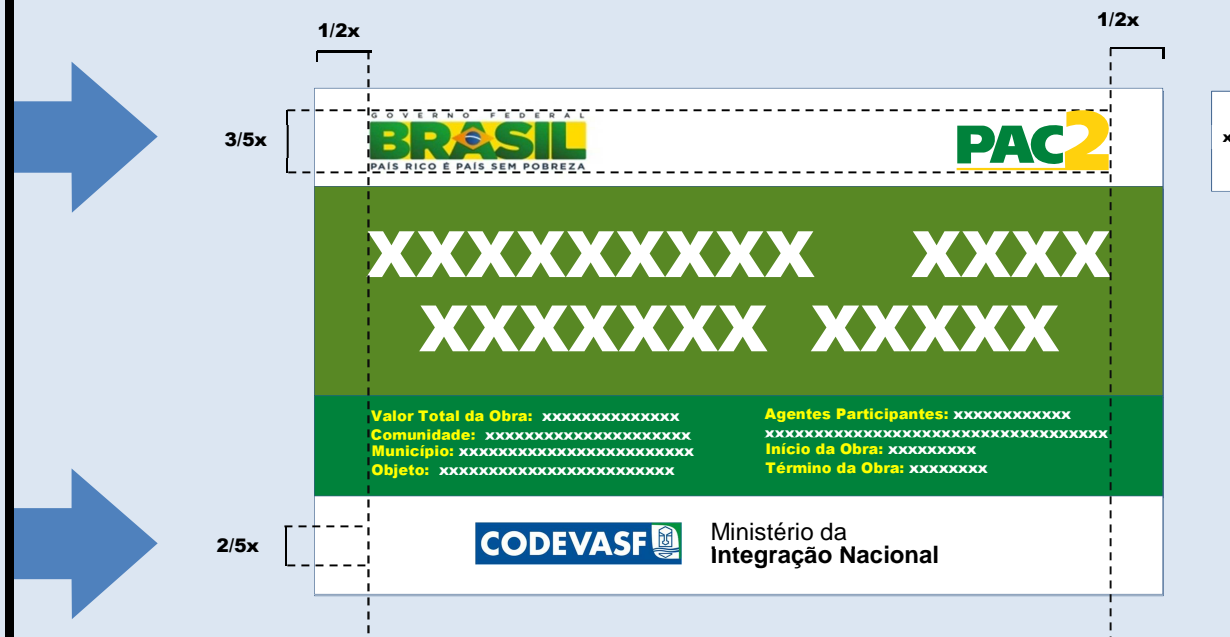 1/2x
1/2x
3/5x
GOVERNO FEDERAL
BRASIL
PAÍS RICO É PAÍS SEM POBREZA
PAC2
x
xxxxxxxxx xxxx
xxxxxxx xxxxx
Valor Total da Obra: xxxxxxxxxxxxxx
Comunidade: xxxxxxxxxxxxxxxxxxxxx
Município: xxxxxxxxxxxxxxxxxxxxxxxx
Objeto: xxxxxxxxxxxxxxxxxxxxxxxx
Agentes Participantes: xxxxxxxxxxxx
xxxxxxxxxxxxxxxxxxxxxxxxxxxxxxxxxxx
Início da Obra: xxxxxxxxx
Término da Obra: xxxxxxxx
2/5x
CODEVASF
Ministério da
Integração Nacional